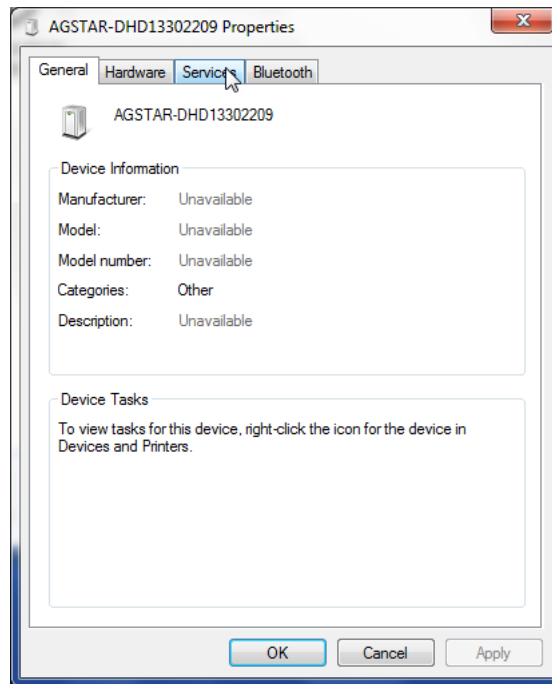 AGSTAR-DHD13302209 Properties
General Hardware Services Bluetooth
AGSTAR-DHD13302209
Device Information
Manufacturer: Unavailable
Model: Unavailable
Model number: Unavailable
Categories: Other
Description: Unavailable
Device Tasks
To view tasks for this device, right-click the icon for the device in
Devices and Printers.
OK Cancel Apply